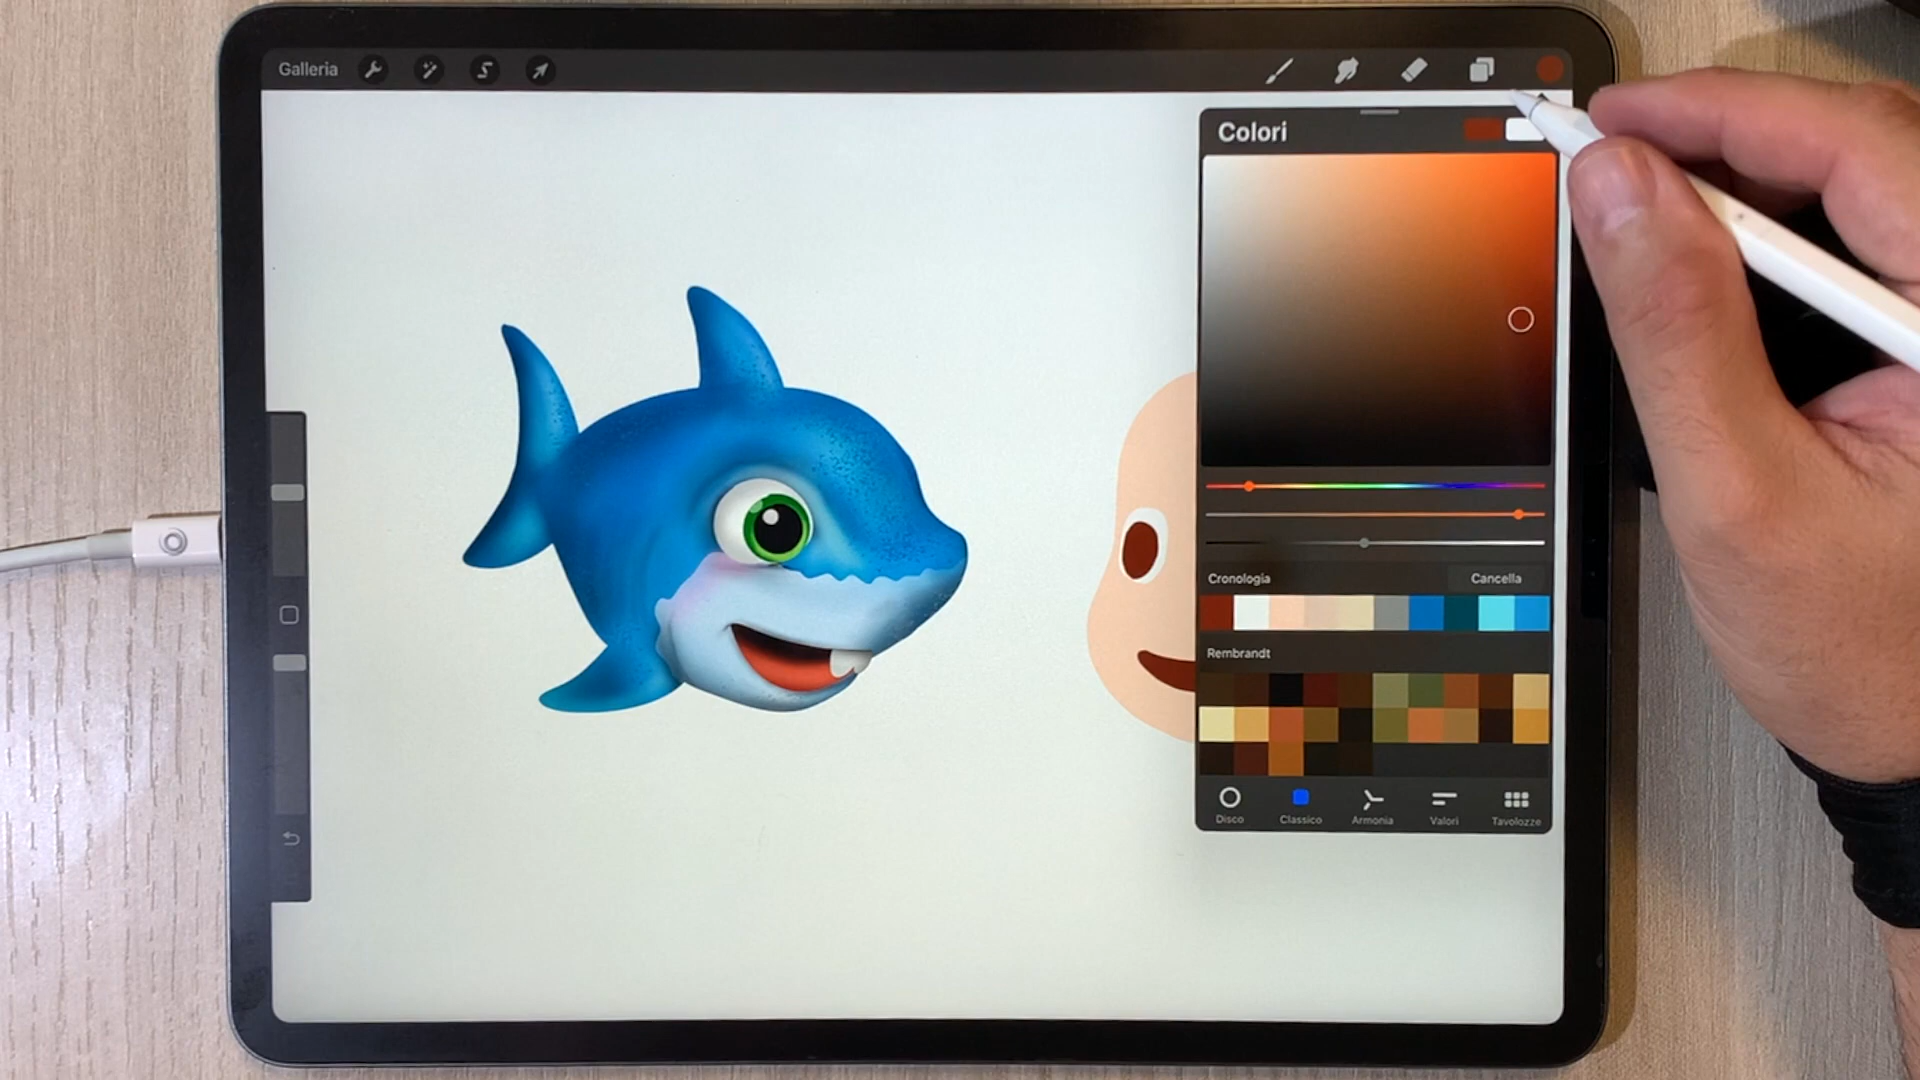 Galleria
Colori
Cronologia Cancella
Rembrandt
Disco Classico Armonia Valori Tavolozze